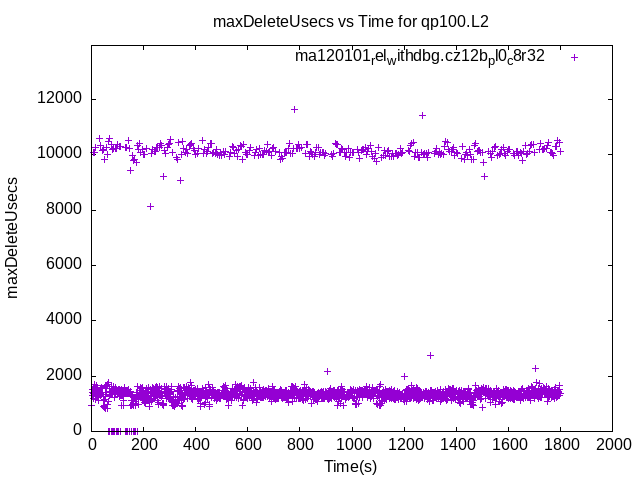 maxDeleteUsecs vs Time for qp100.L2
ma120101relwithdbg.cz12bpl0c8r32
12000
10000
8000
6000
4000
2000
0
maxDeleteUsecs
0 200 400 600 800 1000 1200 1400 1600 1800 2000
Time(s)